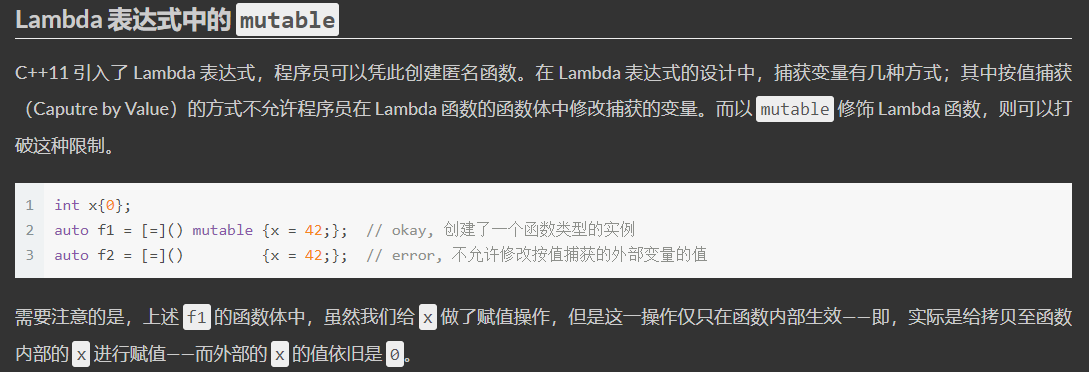 Lambda 表达式中的 mutable
C++11 引入了 Lambda 表达式，程序员可以凭此创建匿名函数。在 Lambda 表达式的设计中，捕获变量有几种方式；其中按值捕获
（Caputre by Value）的方式不允许程序员在 Lambda 函数的函数体中修改捕获的变量。而以 mutable 修饰 Lambda 函数，则可以打
破这种限制。
1 int x{0};
2 auto f1 = [=]() mutable {x = 42;};  // okay, 创建了一个函数类型的实例
3 auto f2 = [=]()         {x = 42;};  // error, 不允许修改按值捕获的外部变量的值
需要注意的是，上述 f1 的函数体中，虽然我们给 x 做了赋值操作，但是这一操作仅只在函数内部生效——即，实际是给拷贝至函数
内部的 x 进行赋值——而外部的 x 的值依旧是 0。